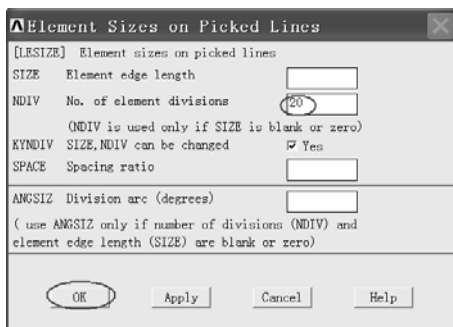 Element Sizes on Picked Lines
[LESIZE] Element sizes on picked lines
SIZE Element edge length
NDIV No. of element divisions 20
(NDIV is used only if SIZE is blank or zero)
KYNDIV SIZE,NDIV can be changed Yes
SPACE Spacing ratio
ANGSIZ Division arc (degrees)
( use ANGSIZ only if number of divisions (NDIV) and
element edge length (SIZE) are blank or zero)
OK Apply Cancel Help